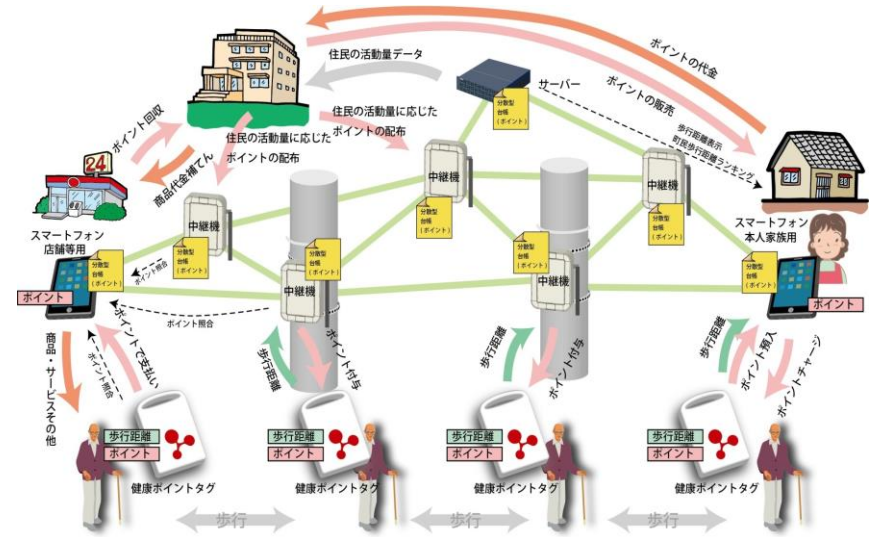 住民の活動量データ
サーバー
ポイントの代金
ポイントの販売
分散型
台帳
(ポイント)
歩行距離表示
町民歩行距離ランキング
ポイント回収
住民の活動量に応じた
ポイントの配布
住民の活動量に応じた
ポイントの配布
商品代金補てん
24
中継機
分散型
台帳
(ポイント)
中継機
分散型
台帳
(ポイント)
中継機
分散型
台帳
(ポイント)
スマートフォン
店舗等用
スマートフォン
本人家族用
分散型
台帳
(ポイント)
ポイント
ポイント照合
中継機
分散型
台帳
(ポイント)
中継機
分散型
台帳
(ポイント)
分散型
台帳
(ポイント)
ポイント
ポイント照合
商品・サービスその他
ポイント照合
ポイントで支払い
歩行距離
ポイント付与
歩行距離
ポイント付与
歩行距離
ポイント預入
ポイントチャージ
歩行距離
ポイント
健康ポイントタグ
歩行距離
ポイント
健康ポイントタグ
歩行距離
ポイント
健康ポイントタグ
歩行距離
ポイント
健康ポイントタグ
歩行
歩行
歩行